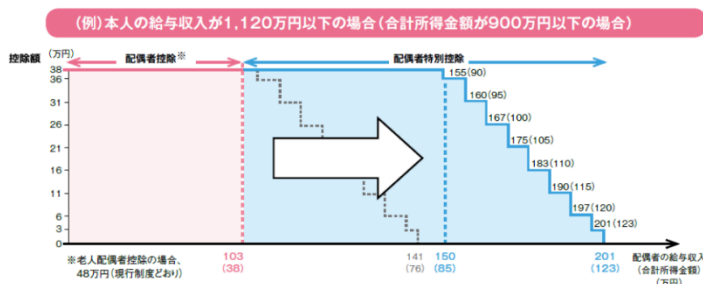 (例)本人の給与収入が1,120万円以下の場合(合計所得金額が900万円以下の場合)
控除額 (万円)
配偶者控除※
配偶者特別控除
38
36
31
26
21
16
11
6
3
0
155(90)
160(95)
167(100)
175(105)
183(110)
190(115)
197(120)
201(123)
※老人配偶者控除の場合、
48万円(現行制度どおり)
103
(38)
141
(76)
150
(85)
201
(123)
配偶者の給与収入
(合計所得金額)
(万円)